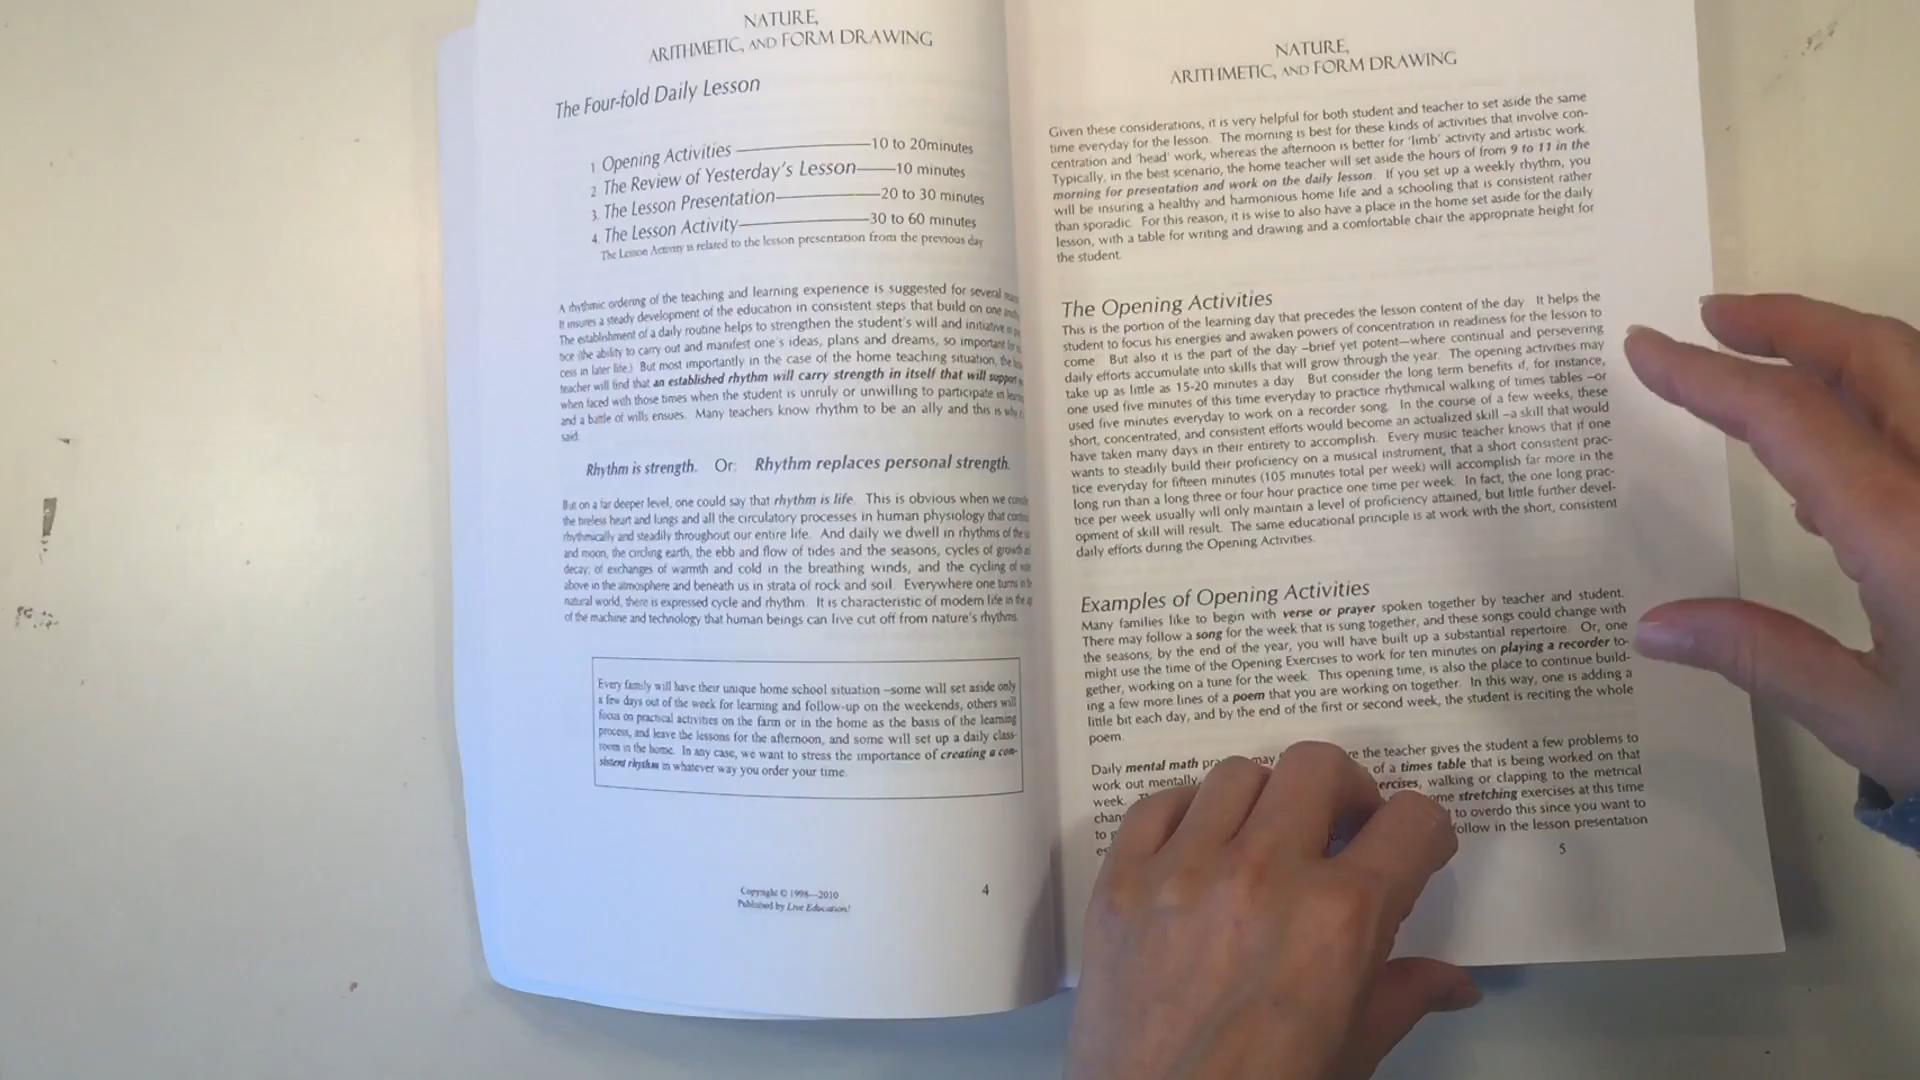 NATURE,
ARITHMETIC, AND FORM DRAWING
The Four-fold Daily Lesson
1 Opening Activities 10 to 20minutes
2 The Review of Yesterday's Lesson 10 minutes
3. The Lesson Presentation 20 to 30 minutes
4. The Lesson Activity 30 to 60 minutes
The Lesson Activity is related to the lesson presentation from the previous day
A rhythmic ordering of the teaching and learning experience is suggested for several
It insures a steady development of the education in consistent steps that build on one
The establishment of a daily routine helps to strengthen the student's will and initiative
tice (the ability to carry out and manifest one's ideas, plans and dreams, so important
cess in later life.) But most importantly in the case of the home teaching situation, the
teacher will find that an established rhythm will carry strength in itself that will support
when faced with those times when the student is unruly or unwilling to participate in
and a battle of wills ensues. Many teachers know rhythm to be an ally and this is why
said:
Rhythm is strength. Or: Rhythm replaces personal strength.
But on a far deeper level, one could say that rhythm is life. This is obvious when we
the tireless heart and lungs and all the circulatory processes in human physiology that
rhythmically and steadily throughout our entire life. And daily we dwell in rhythms of the
and moon, the circling earth, the ebb and flow of tides and the seasons, cycles of growth
decay; of exchanges of warmth and cold in the breathing winds, and the cycling of
above in the atmosphere and beneath us in strata of rock and soil. Everywhere one turns
natural world, there is expressed cycle and rhythm. It is characteristic of modern life in the
of the machine and technology that human beings can live cut off from nature's rhythms.
Every family will have their unique home school situation –some will set aside only
a few days out of the week for learning and follow-up on the weekends, others will
focus on practical activities on the farm or in the home as the basis of the learning
process, and leave the lessons for the afternoon, and some will set up a daily class-
room in the home. In any case, we want to stress the importance of creating a con-
sistent rhythm in whatever way you order your time.
Copyright © 1998—2010
Published by Live Education!
4
NATURE,
ARITHMETIC, AND FORM DRAWING
Given these considerations, it is very helpful for both student and teacher to set aside the same
time everyday for the lesson. The morning is best for these kinds of activities that involve con-
centration and 'head' work, whereas the afternoon is better for 'limb' activity and artistic work.
Typically, in the best scenario, the home teacher will set aside the hours of from 9 to 11 in the
morning for presentation and work on the daily lesson. If you set up a weekly rhythm, you
will be insuring a healthy and harmonious home life and a schooling that is consistent rather
than sporadic. For this reason, it is wise to also have a place in the home set aside for the daily
lesson, with a table for writing and drawing and a comfortable chair the appropriate height for
the student.
The Opening Activities
This is the portion of the learning day that precedes the lesson content of the day. It helps the
student to focus his energies and awaken powers of concentration in readiness for the lesson to
come. But also it is the part of the day –brief yet potent—where continual and persevering
daily efforts accumulate into skills that will grow through the year. The opening activities may
take up as little as 15-20 minutes a day. But consider the long term benefits if, for instance,
one used five minutes of this time everyday to practice rhythmical walking of times tables –or
used five minutes everyday to work on a recorder song. In the course of a few weeks, these
short, concentrated, and consistent efforts would become an actualized skill –a skill that would
have taken many days in their entirety to accomplish. Every music teacher knows that if one
wants to steadily build their proficiency on a musical instrument, that a short consistent prac-
tice everyday for fifteen minutes (105 minutes total per week) will accomplish far more in the
long run than a long three or four hour practice one time per week. In fact, the one long prac-
tice per week usually will only maintain a level of proficiency attained, but little further devel-
opment of skill will result. The same educational principle is at work with the short, consistent
daily efforts during the Opening Activities.
Examples of Opening Activities
Many families like to begin with verse or prayer spoken together by teacher and student.
There may follow a song for the week that is sung together, and these songs could change with
the seasons; by the end of the year, you will have built up a substantial repertoire. Or, one
might use the time of the Opening Exercises to work for ten minutes on playing a recorder to-
gether, working on a tune for the week. This opening time, is also the place to continue build-
ing a few more lines of a poem that you are working on together. In this way, one is adding a
little bit each day, and by the end of the first or second week, the student is reciting the whole
poem.
Daily mental math may re the teacher gives the student a few problems to
work out mentally. of a times table that is being worked on that
week. ercises, walking or clapping to the metrical
chan ome stretching exercises at this time
to to overdo this since you want to
es ollow in the lesson presentation
5